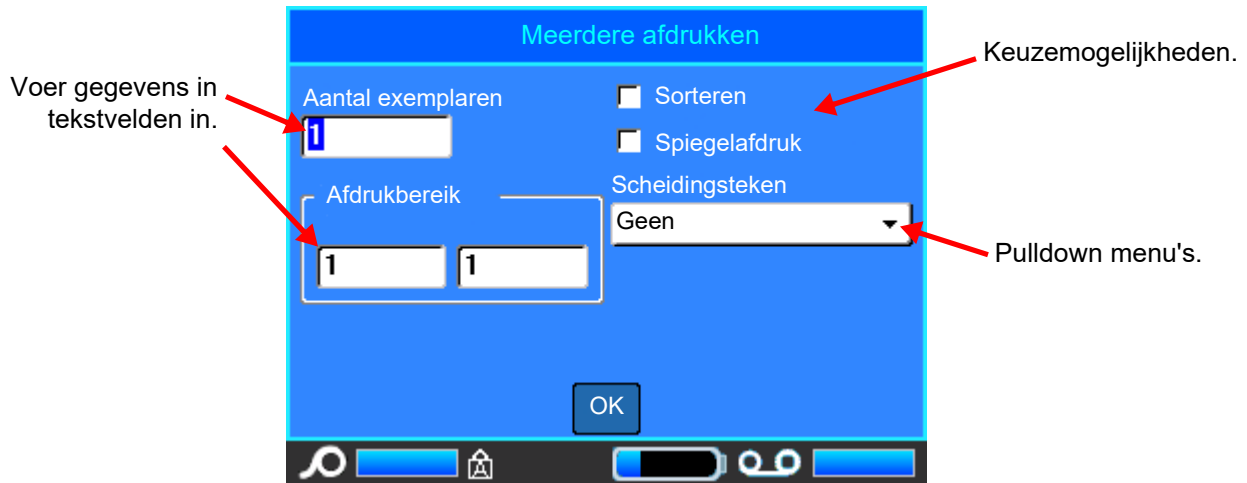 Meerdere afdrukken
Keuzemogelijkheden.
Voer gegevens in
tekstvelden in.
Aantal exemplaren
1
Sorteren
Spiegelafdruk
Scheidingsteken
Geen
Afdrukbereik
1 1
Pulldown menu's.
OK
A